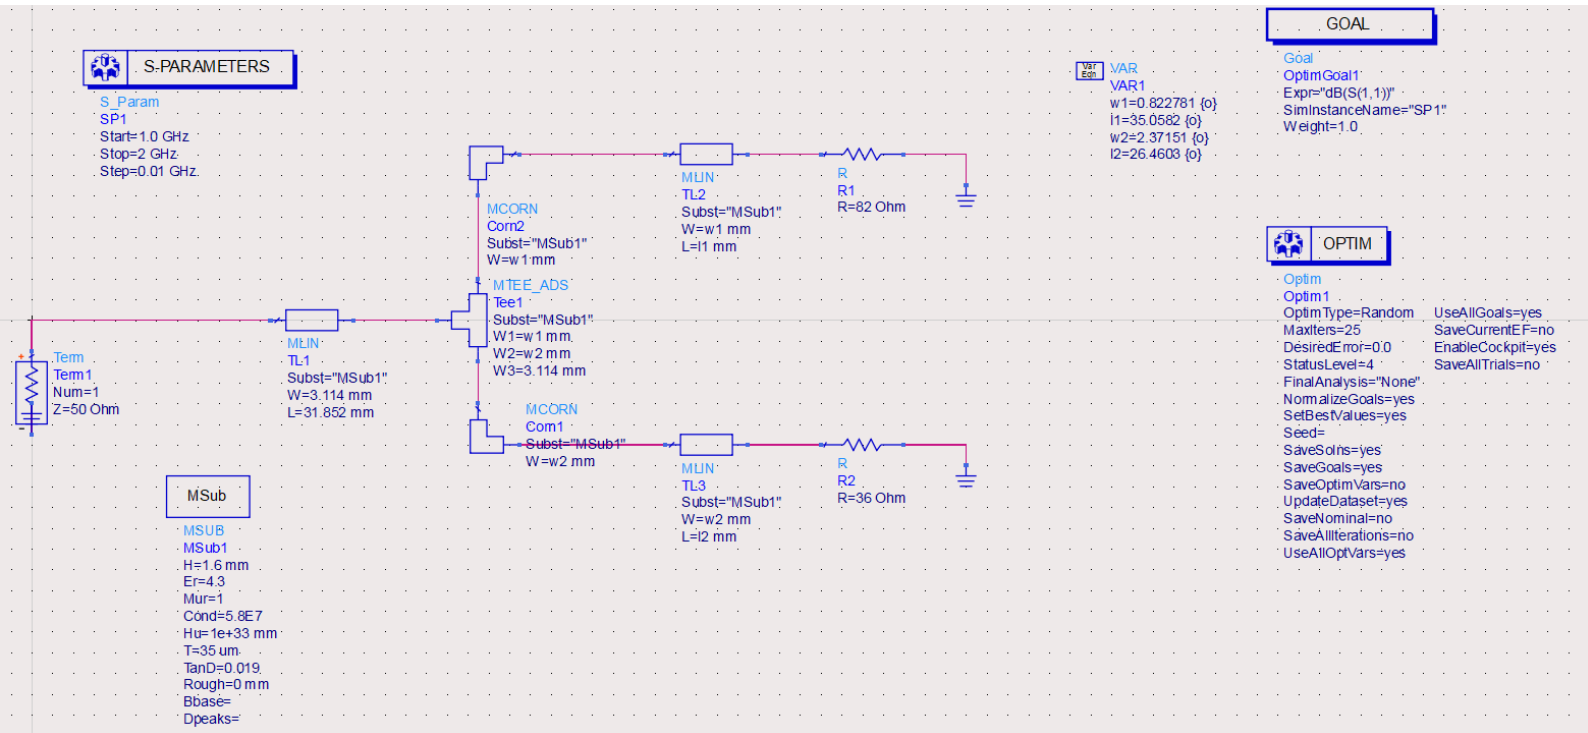 S-PARAMETERS
S_Param
SP1
Start=1.0 GHz
Stop=2 GHz
Step=0.01 GHz
Term
Term1
Num=1
Z=50 Ohm
MLIN
TL1
Subst="MSub1"
W=3.114 mm
L=31.852 mm
MSub
MSUB
MSub1
H=1.6 mm
Er=4.3
Mur=1
Cond=5.8E7
Hu=1e+33 mm
T=35 um
TanD=0.019
Rough=0 mm
Bbase=
Dpeaks=
MCORN
Corn2
Subst="MSub1"
W=w1 mm
MTEE_ADS
Tee1
Subst="MSub1"
W1=w1 mm
W2=w2 mm
W3=3.114 mm
MCORN
Corn1
Subst="MSub1"
W=w2 mm
MLIN
TL2
Subst="MSub1"
W=w1 mm
L=l1 mm
R
R1
R=82 Ohm
MLIN
TL3
Subst="MSub1"
W=w2 mm
L=l2 mm
R
R2
R=36 Ohm
Var
Eqn
VAR
VAR1
w1=0.822781 {o}
l1=35.0582 {o}
w2=2.37151 {o}
l2=26.4603 {o}
GOAL
Goal
OptimGoal1
Expr="dB(S(1,1))"
SimInstanceName="SP1"
Weight=1.0
OPTIM
Optim
Optim1
OptimType=Random
MaxIters=25
DesiredError=0.0
StatusLevel=4
FinalAnalysis="None"
NormalizeGoals=yes
SetBestValues=yes
Seed=
SaveSolns=yes
SaveGoals=yes
SaveOptimVars=no
UpdateDataset=yes
SaveNominal=no
SaveAllIterations=no
UseAllOptVars=yes
UseAllGoals=yes
SaveCurrentEF=no
EnableCockpit=yes
SaveAllTrials=no